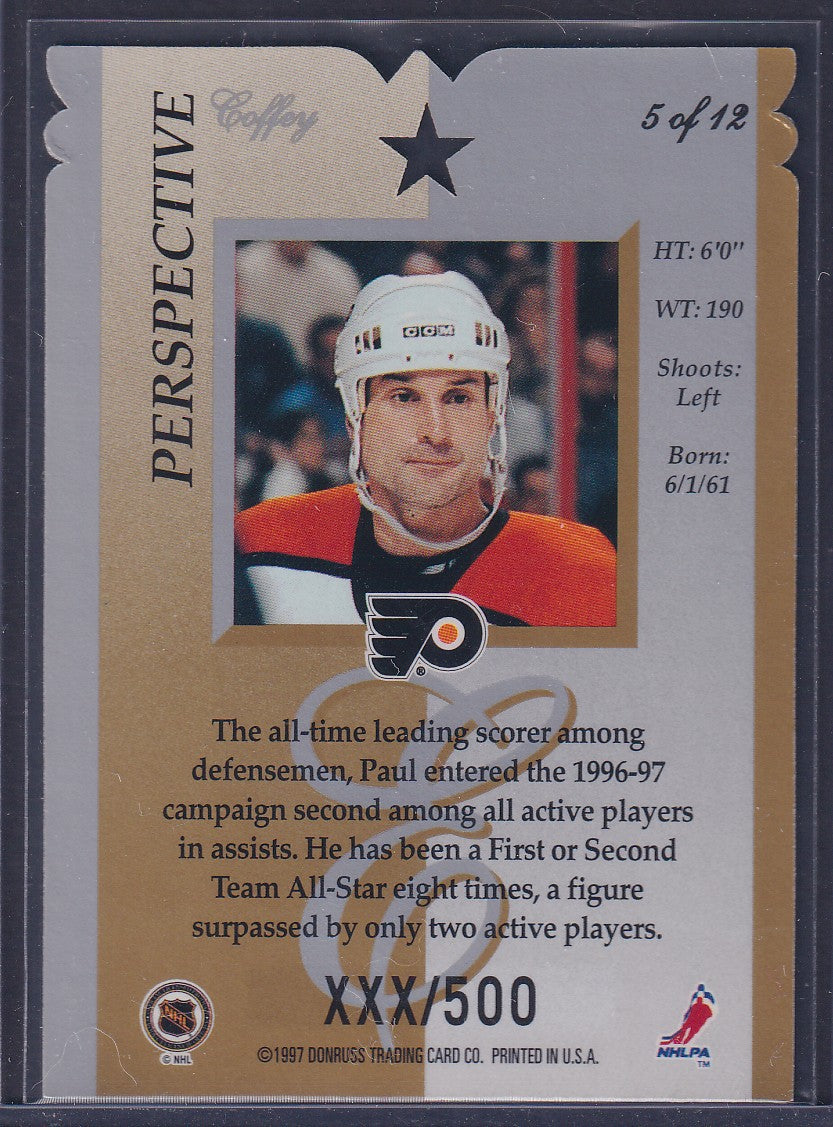 PERSPECTIVE
Coffey
5 of 12
HT: 6'0"
WT: 190
Shoots:
Left
Born:
6/1/61
CCM
The all-time leading scorer among
defensemen, Paul entered the 1996-97
campaign second among all active players
in assists. He has been a First or Second
Team All-Star eight times, a figure
surpassed by only two active players.
XXX/500
NHL
© NHL
©1997 DONRUSS TRADING CARD CO. PRINTED IN U.S.A.
NHLPA
TM
®